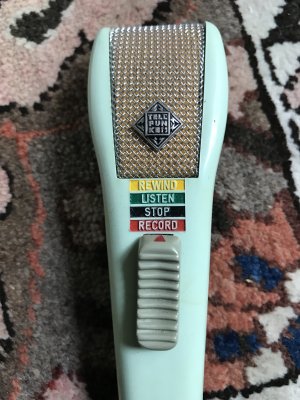 TELE
FUN
KEN
REWIND
LISTEN
STOP
RECORD